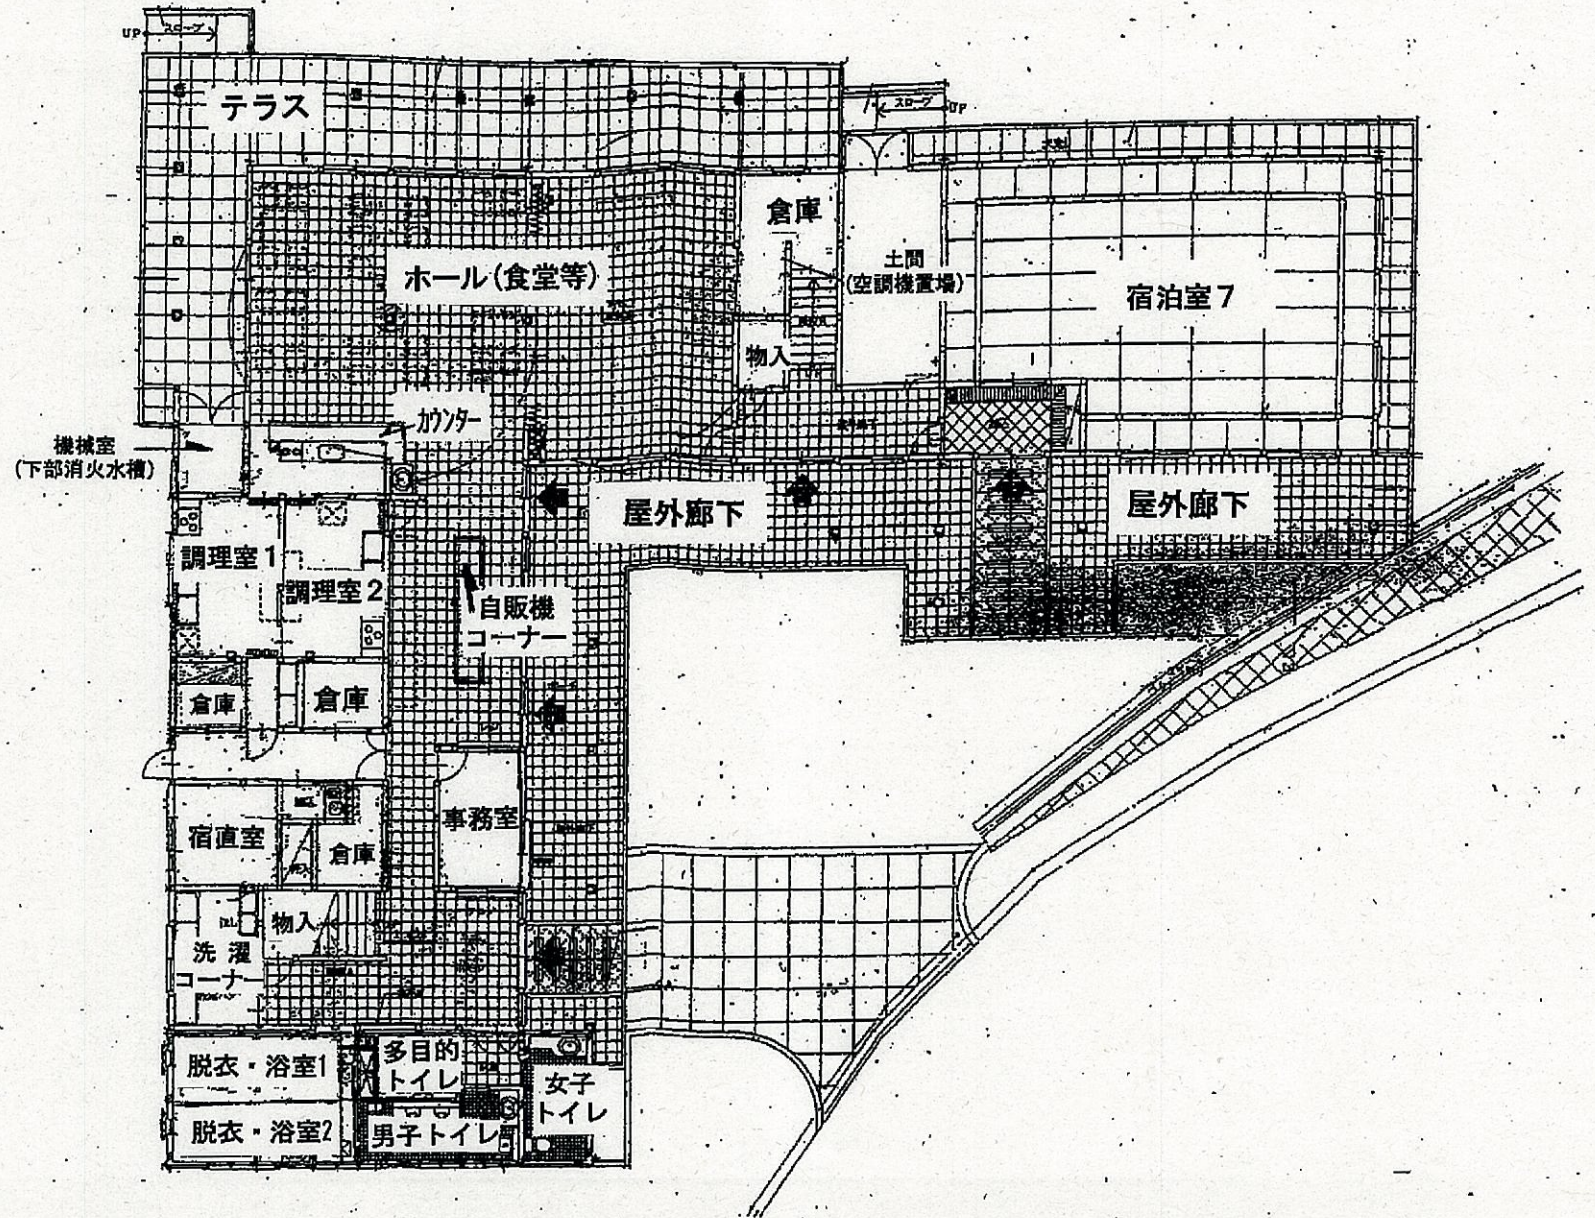 UP
スロープ
テラス
スロープ
UP
倉庫
土間
(空調機置場)
ホール(食堂等)
宿泊室7
物入
カウンター
機械室
(下部消火水槽)
屋外廊下
屋外廊下
調理室1
調理室2
自販機
コーナー
倉庫
倉庫
事務室
宿直室
倉庫
物入
洗濯
コーナー
脱衣・浴室1
多目的
トイレ
女子
トイレ
脱衣・浴室2
男子トイレ